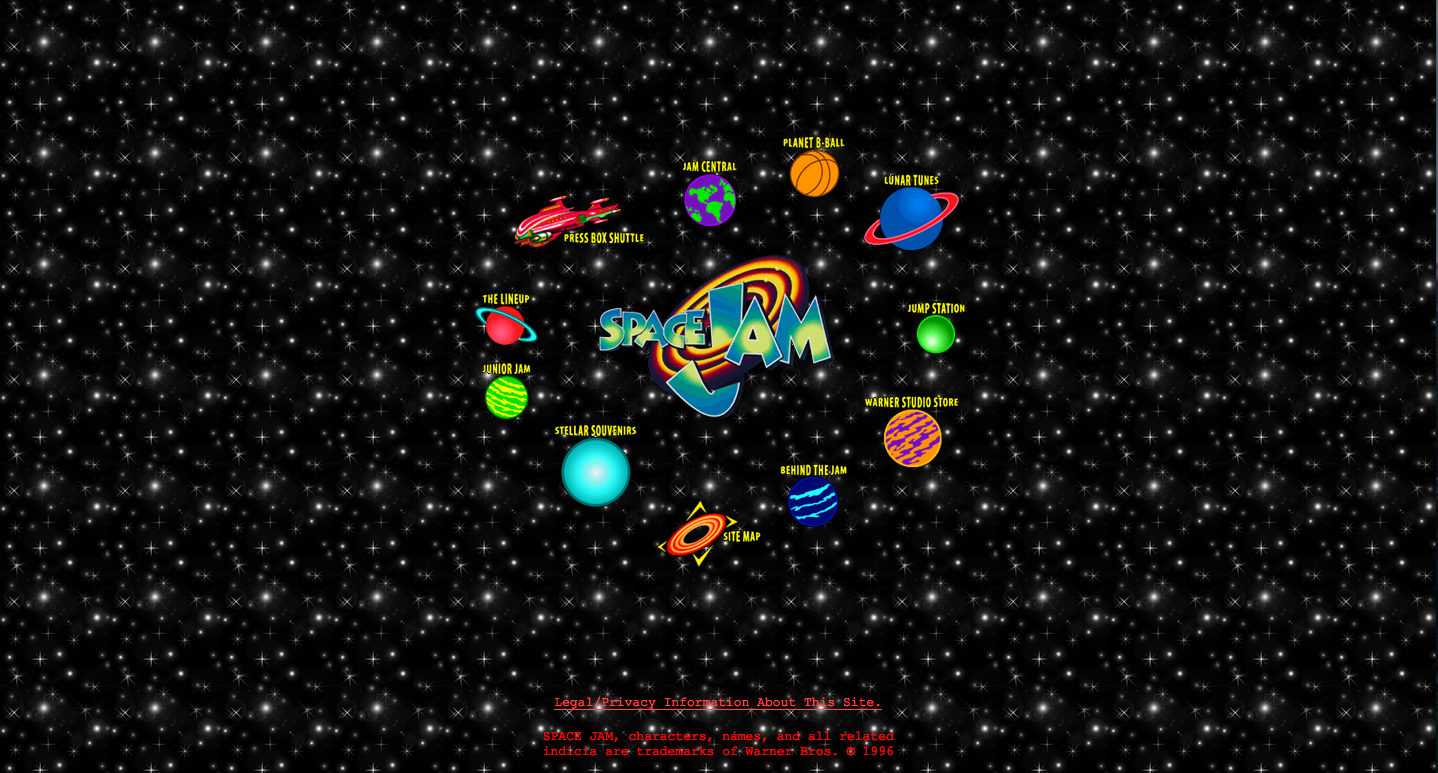 PLANET B-BALL
JAM CENTRAL
LUNAR TUNES
PRESS BOX SHUTTLE
THE LINEUP
JUMP STATION
SPACE JAM
JUNIOR JAM
WARNER STUDIO STORE
STELLAR SOUVENIRS
BEHIND THE JAM
SITE MAP
Legal/Privacy Information About This Site.
SPACE JAM, characters, names, and all related
indicia are trademarks of Warner Bros. © 1996